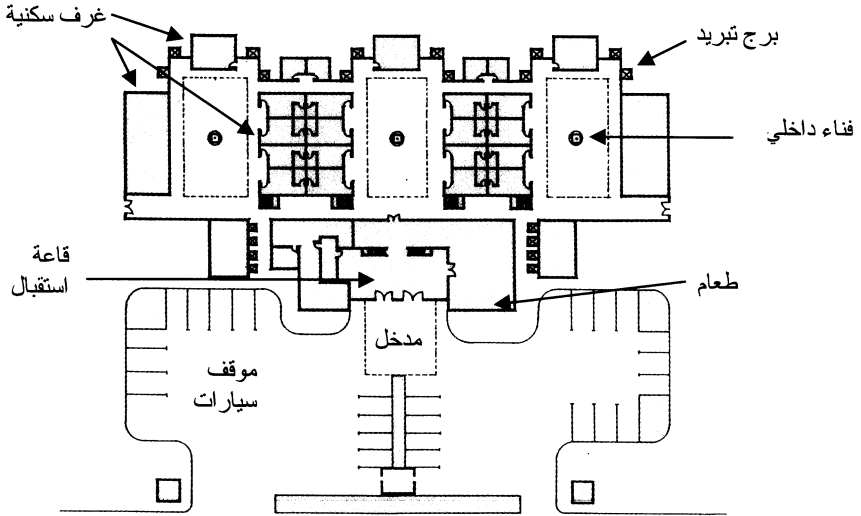 غرف سكنية
برج تبريد
فناء داخلي
قاعة
استقبال
طعام
مدخل
موقف
سيارات